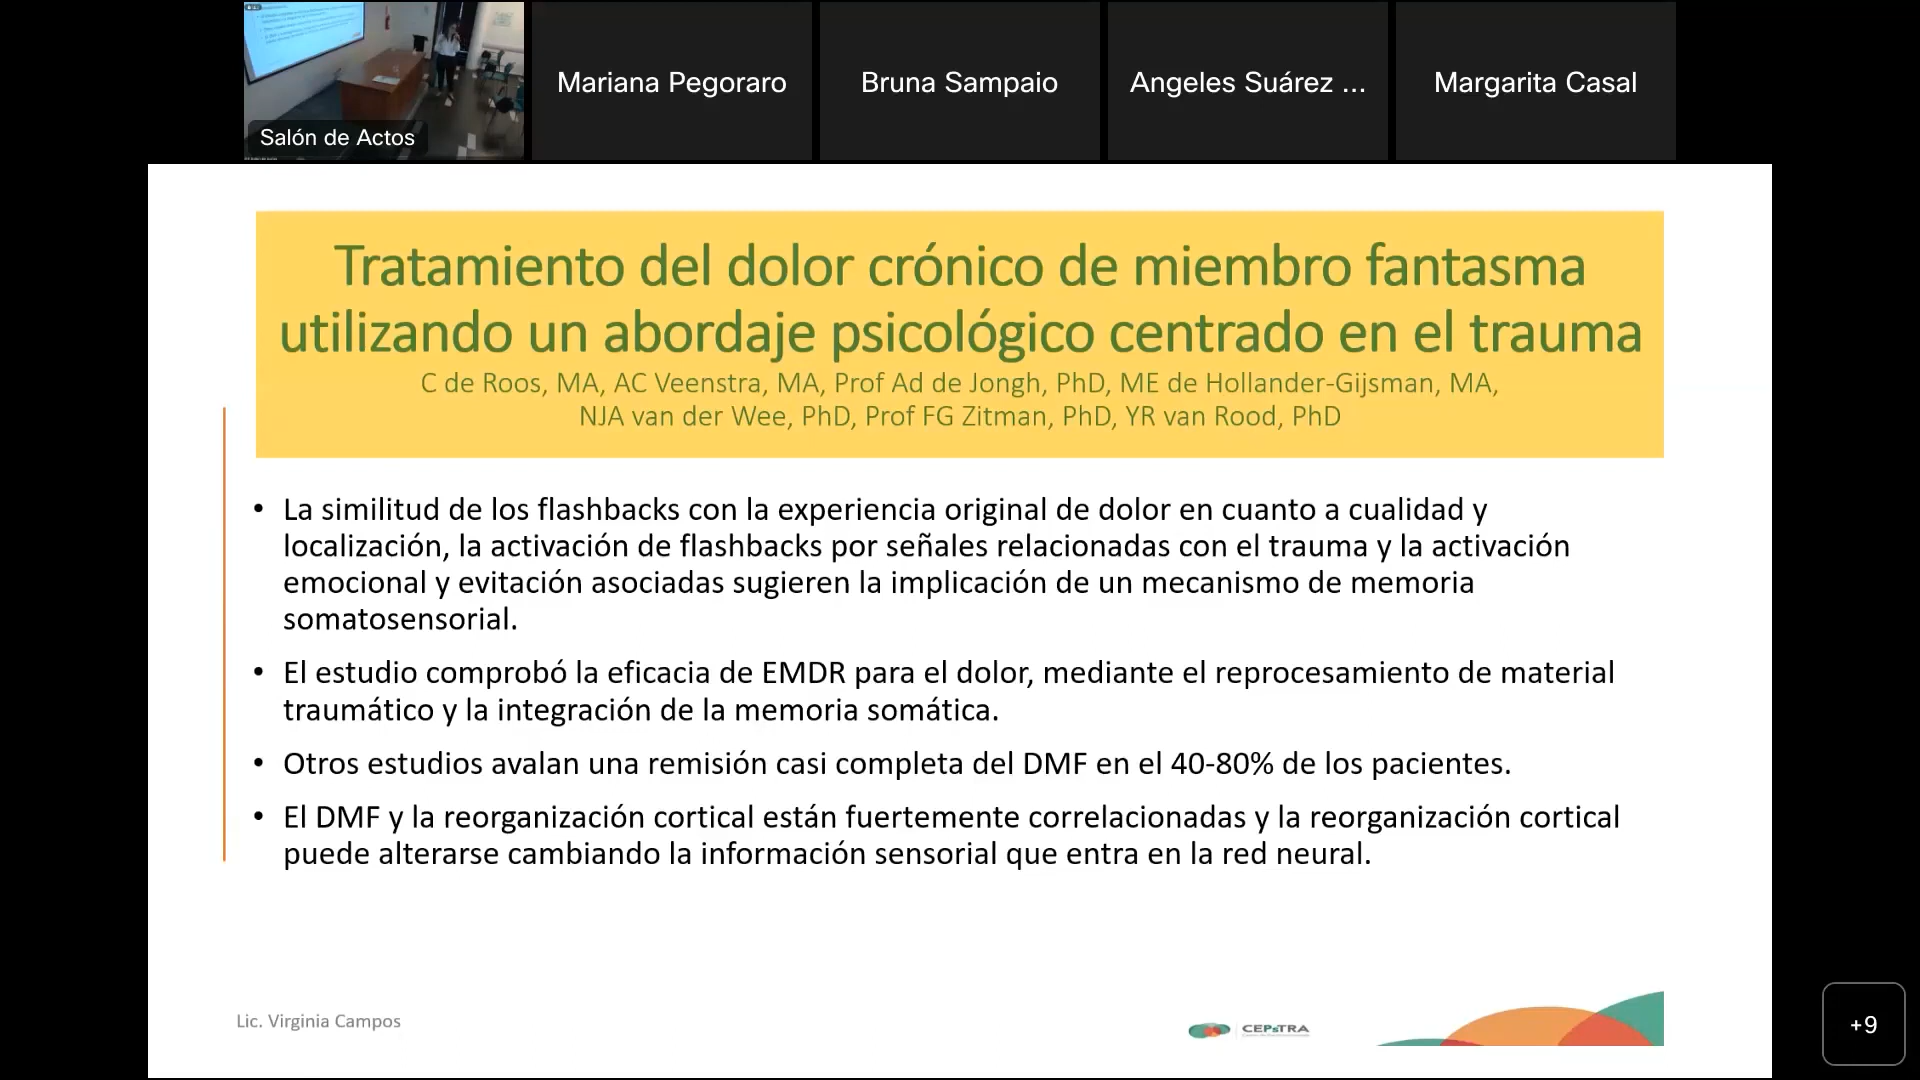 Salón de Actos
Mariana Pegoraro
Bruna Sampaio
Angeles Suárez ...
Margarita Casal
Tratamiento del dolor crónico de miembro fantasma
utilizando un abordaje psicológico centrado en el trauma
C de Roos, MA, AC Veenstra, MA, Prof Ad de Jongh, PhD, ME de Hollander-Gijsman, MA,
NJA van der Wee, PhD, Prof FG Zitman, PhD, YR van Rood, PhD
• La similitud de los flashbacks con la experiencia original de dolor en cuanto a cualidad y
localización, la activación de flashbacks por señales relacionadas con el trauma y la activación
emocional y evitación asociadas sugieren la implicación de un mecanismo de memoria
somatosensorial.
• El estudio comprobó la eficacia de EMDR para el dolor, mediante el reprocesamiento de material
traumático y la integración de la memoria somática.
• Otros estudios avalan una remisión casi completa del DMF en el 40-80% de los pacientes.
• El DMF y la reorganización cortical están fuertemente correlacionadas y la reorganización cortical
puede alterarse cambiando la información sensorial que entra en la red neural.
Lic. Virginia Campos
CEPsTRA
+9